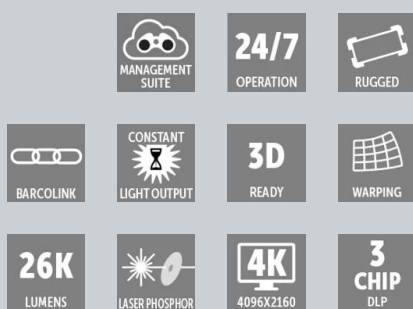 MANAGEMENT
SUITE
24/7
OPERATION
RUGGED
BARCOLINK
CONSTANT
LIGHT OUTPUT
3D
READY
WARPING
26K
LUMENS
LASER PHOSPHOR
4K
4096X2160
3
CHIP
DLP